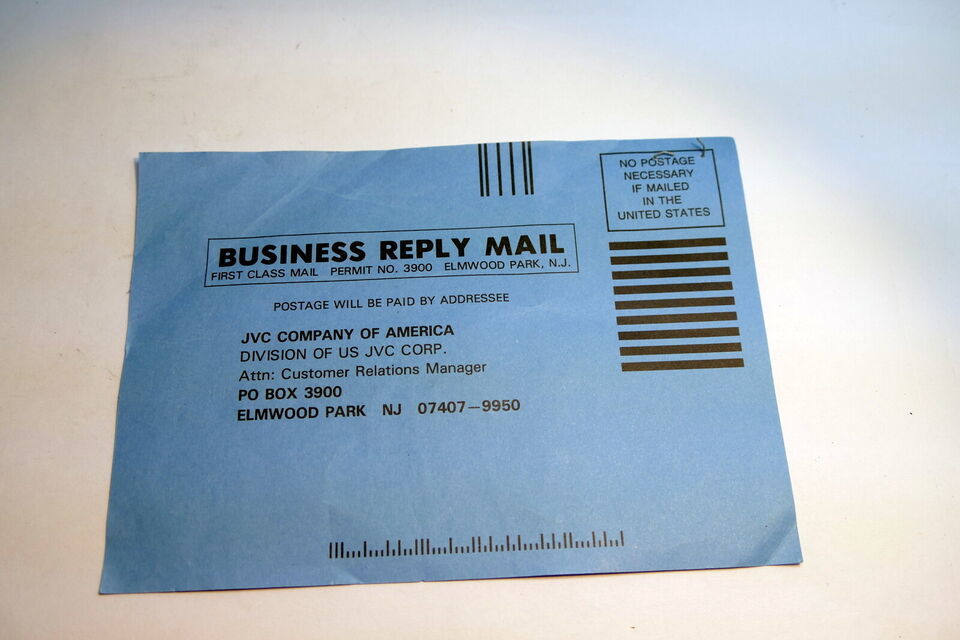 NO POSTAGE
NECESSARY
IF MAILED
IN THE
UNITED STATES
BUSINESS REPLY MAIL
FIRST CLASS MAIL PERMIT NO. 3900 ELMWOOD PARK, N.J.
POSTAGE WILL BE PAID BY ADDRESSEE
JVC COMPANY OF AMERICA
DIVISION OF US JVC CORP.
Attn: Customer Relations Manager
PO BOX 3900
ELMWOOD PARK NJ 07407-9950